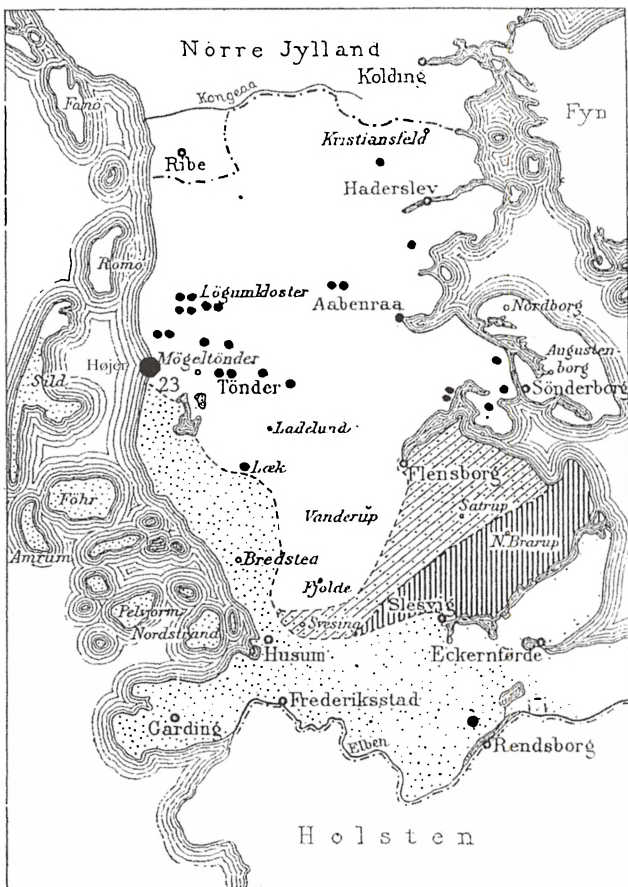 Nörre Jylland
Kolding
Fyn
Fanö
Kongeaa
Kristiansfeld
Ribe
Haderslev
Romö
Lögumkloster
Aabenraa
Nordborg
Højer
Mögeltönder
Augusten-
borg
Sild
23
Tönder
Sönderborg
Ladelund
Læk
Flensborg
Föhr
Vanderup
Satrup
N.Brarup
Amrum
Bredsten
Fjolde
Pelvorm
Slesvig
Nordstrand
Svesing
Husum
Eckernförde
Frederiksstad
Garding
Elben
Rendsborg
Holsten